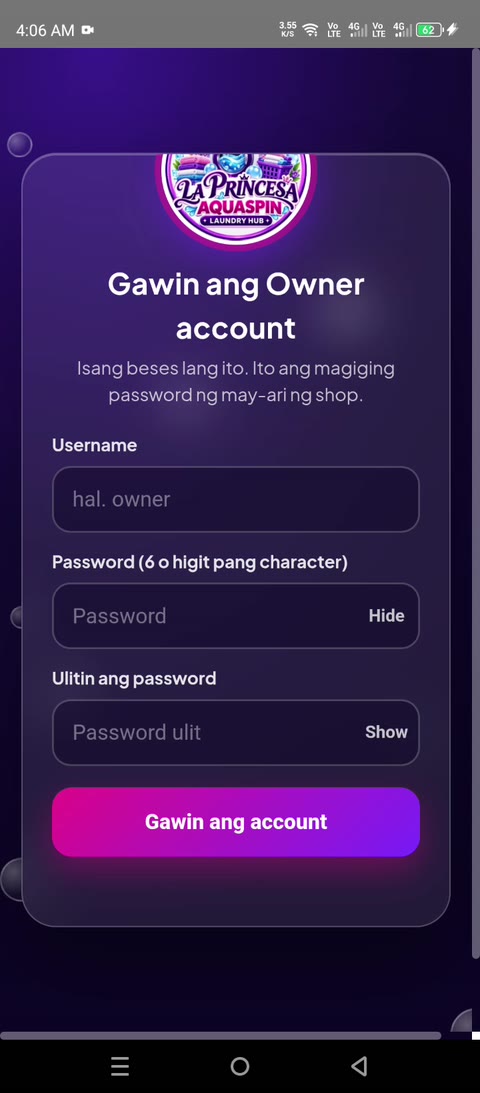 4:06 AM
3.55 K/S
Vo LTE
4G
Vo LTE
4G
62
LA PRINCESA
AQUASPIN
LAUNDRY HUB
Gawin ang Owner
account
Isang beses lang ito. Ito ang magiging
password ng may-ari ng shop.
Username
hal. owner
Password (6 o higit pang character)
Password
Hide
Ulitin ang password
Password ulit
Show
Gawin ang account